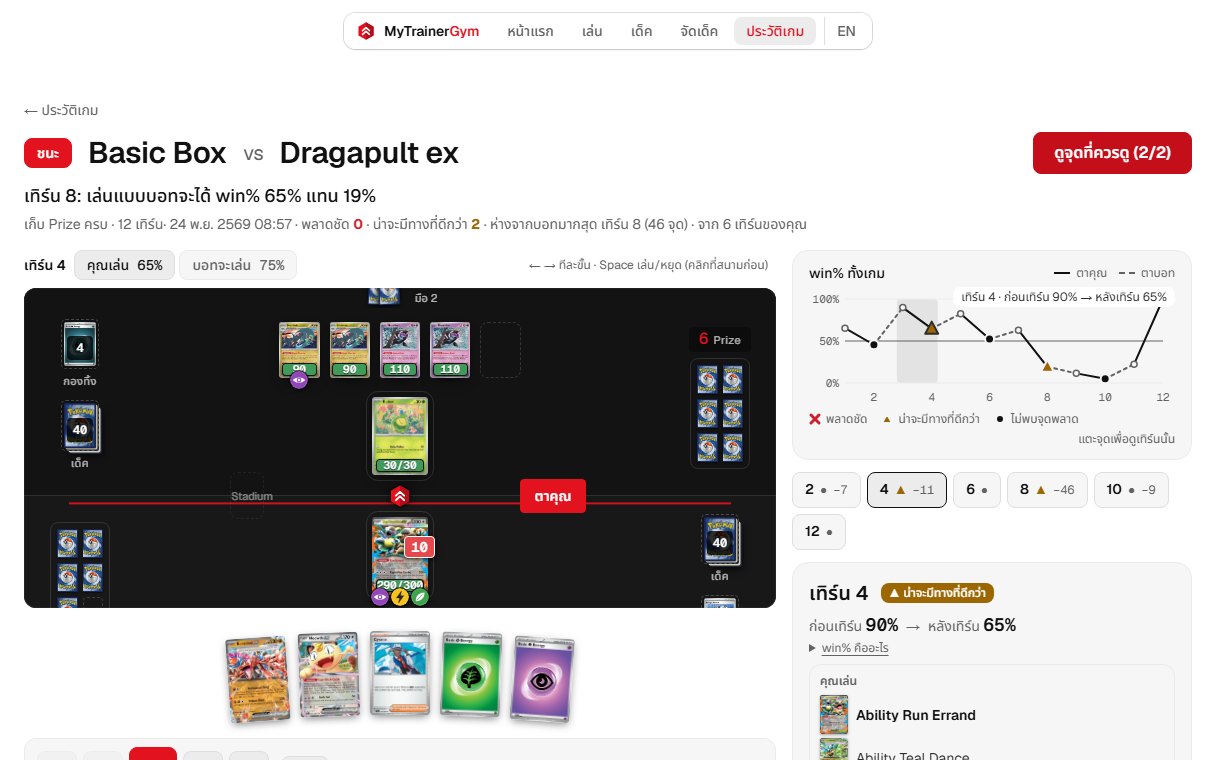 MyTrainerGym หน้าแรก เล่น เด็ค จัดเด็ค ประวัติเกม EN
← ประวัติเกม
ชนะ Basic Box vs Dragapult ex
ดูจุดที่ควรดู (2/2)
เทิร์น 8: เล่นแบบบอทจะได้ win% 65% แทน 19%
เก็บ Prize ครบ · 12 เทิร์น · 24 พ.ย. 2569 08:57 · พลาดชัด 0 · น่าจะมีทางที่ดีกว่า 2 · ห่างจากบอทมากสุด เทิร์น 8 (46 จุด) · จาก 6 เทิร์นของคุณ
เทิร์น 4 คุณเล่น 65% บอทจะเล่น 75%
← → ทีละขั้น · Space เล่น/หยุด (คลิกที่สนามก่อน)
มือ 2
4
กองทิ้ง
90 90 110 110
6 Prize
40
เด็ค
30/30
Stadium
ตาคุณ
10
290/300
40
เด็ค
Meowth
Cyrano
Basic Energy
Basic Energy
win% ทั้งเกม
ตาคุณ ตาบอท
เทิร์น 4 · ก่อนเทิร์น 90% → หลังเทิร์น 65%
100%
50%
0%
2 4 6 8 10 12
พลาดชัด น่าจะมีทางที่ดีกว่า ไม่พบจุดพลาด
แตะจุดเพื่อดูเทิร์นนั้น
2 • −7
4 ▲ −11
6 •
8 ▲ −46
10 • −9
12 •
เทิร์น 4 ▲ น่าจะมีทางที่ดีกว่า
ก่อนเทิร์น 90% → หลังเทิร์น 65%
▶ win% คืออะไร
คุณเล่น
Ability Run Errand
Ability Teal Dance